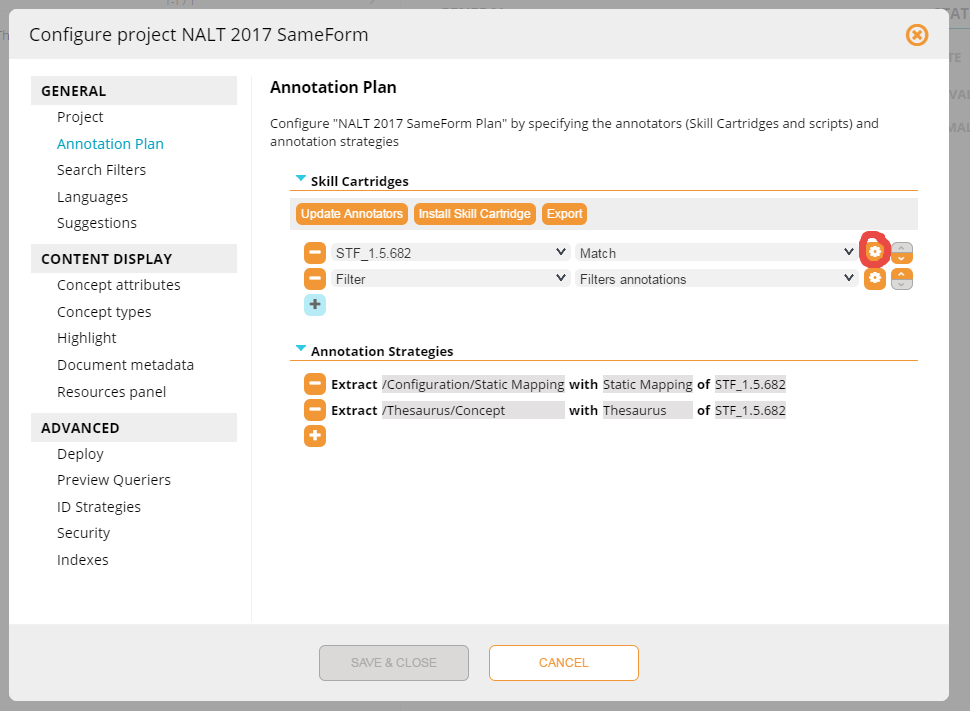 Configure project NALT 2017 SameForm
GENERAL
Project
Annotation Plan
Search Filters
Languages
Suggestions
CONTENT DISPLAY
Concept attributes
Concept types
Highlight
Document metadata
Resources panel
ADVANCED
Deploy
Preview Queriers
ID Strategies
Security
Indexes
Annotation Plan
Configure "NALT 2017 SameForm Plan" by specifying the annotators (Skill Cartridges and scripts) and
annotation strategies
Skill Cartridges
Update Annotators Install Skill Cartridge Export
STF_1.5.682 Match
Filter Filters annotations
Annotation Strategies
Extract /Configuration/Static Mapping with Static Mapping of STF_1.5.682
Extract /Thesaurus/Concept with Thesaurus of STF_1.5.682
SAVE & CLOSE CANCEL